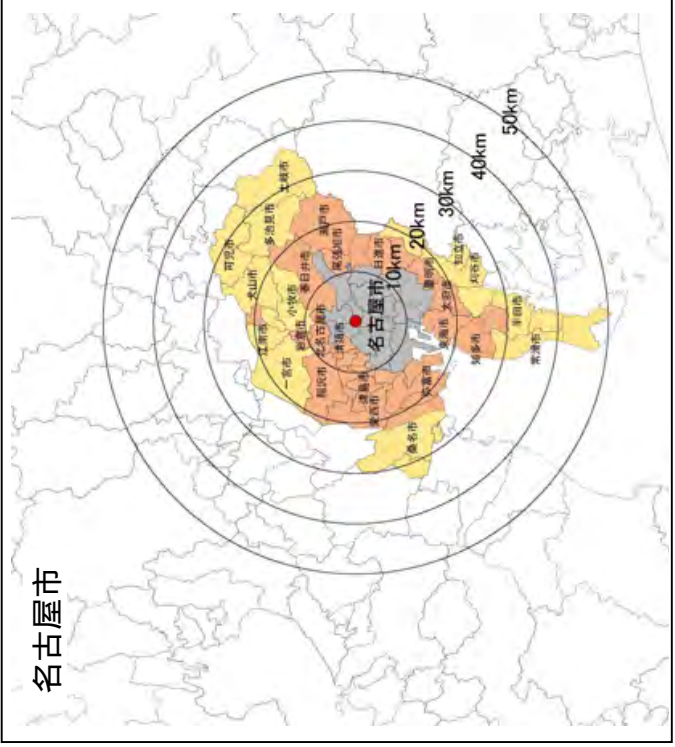 名古屋市
可児市
土岐市
多治見市
犬山市
江南市
小牧市
春日井市
瀬戸市
尾張旭市
一宮市
岩倉市
北名古屋市
稲沢市
清須市
名古屋市
日進市
津島市
愛西市
弥富市
桑名市
豊明市
大府市
東海市
知立市
刈谷市
知多市
半田市
常滑市
10km
20km
30km
40km
50km